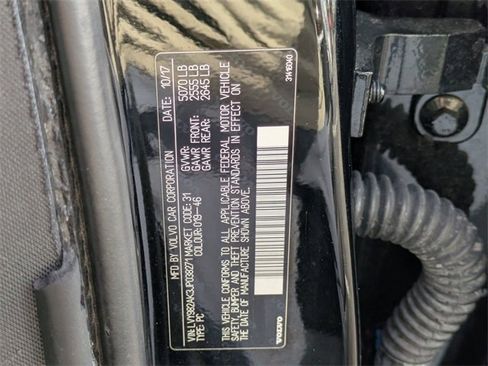 MFD BY VOLVO CAR CORPORATION DATE: 10/17
GVWR: 5070 LB
GAWR FRONT: 2555 LB
GAWR REAR: 2645 LB
VIN: LVY982AK3JP038271 MARKET CODE: 31
TYPE: PC COLOUR: 019-46
THIS VEHICLE CONFORMS TO ALL APPLICABLE FEDERAL MOTOR VEHICLE
SAFETY, BUMPER AND THEFT PREVENTION STANDARDS IN EFFECT ON
THE DATE OF MANUFACTURE SHOWN ABOVE.
VOLVO
31416040